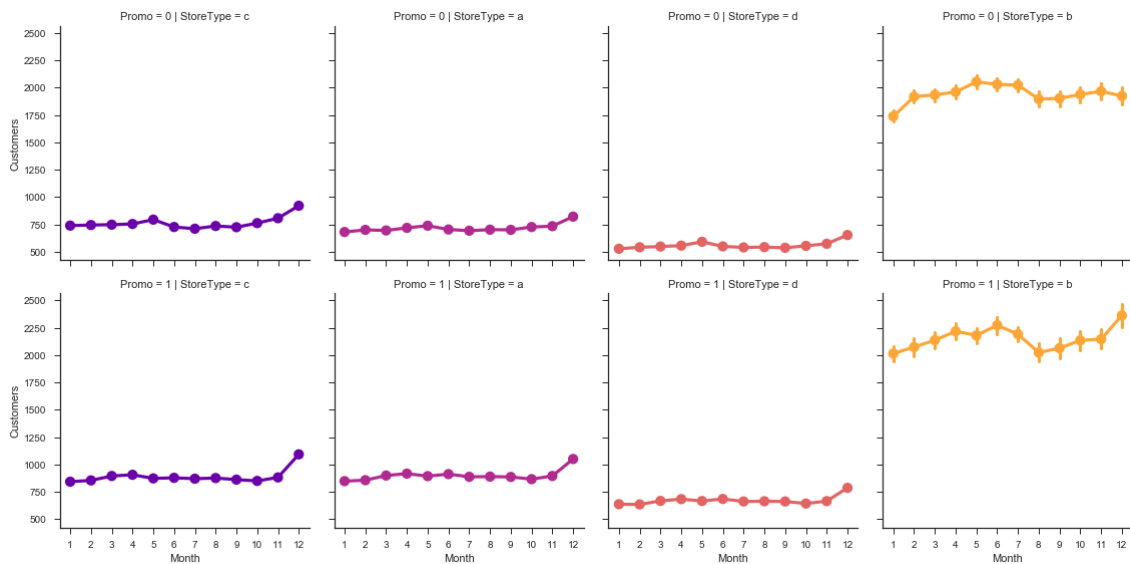 Promo = 0 | StoreType = c
Promo = 0 | StoreType = a
Promo = 0 | StoreType = d
Promo = 0 | StoreType = b
2500
2250
2000
1750
1500
1250
1000
750
500
Customers
Promo = 1 | StoreType = c
Promo = 1 | StoreType = a
Promo = 1 | StoreType = d
Promo = 1 | StoreType = b
2500
2250
2000
1750
1500
1250
1000
750
500
Customers
1 2 3 4 5 6 7 8 9 10 11 12
Month
1 2 3 4 5 6 7 8 9 10 11 12
Month
1 2 3 4 5 6 7 8 9 10 11 12
Month
1 2 3 4 5 6 7 8 9 10 11 12
Month